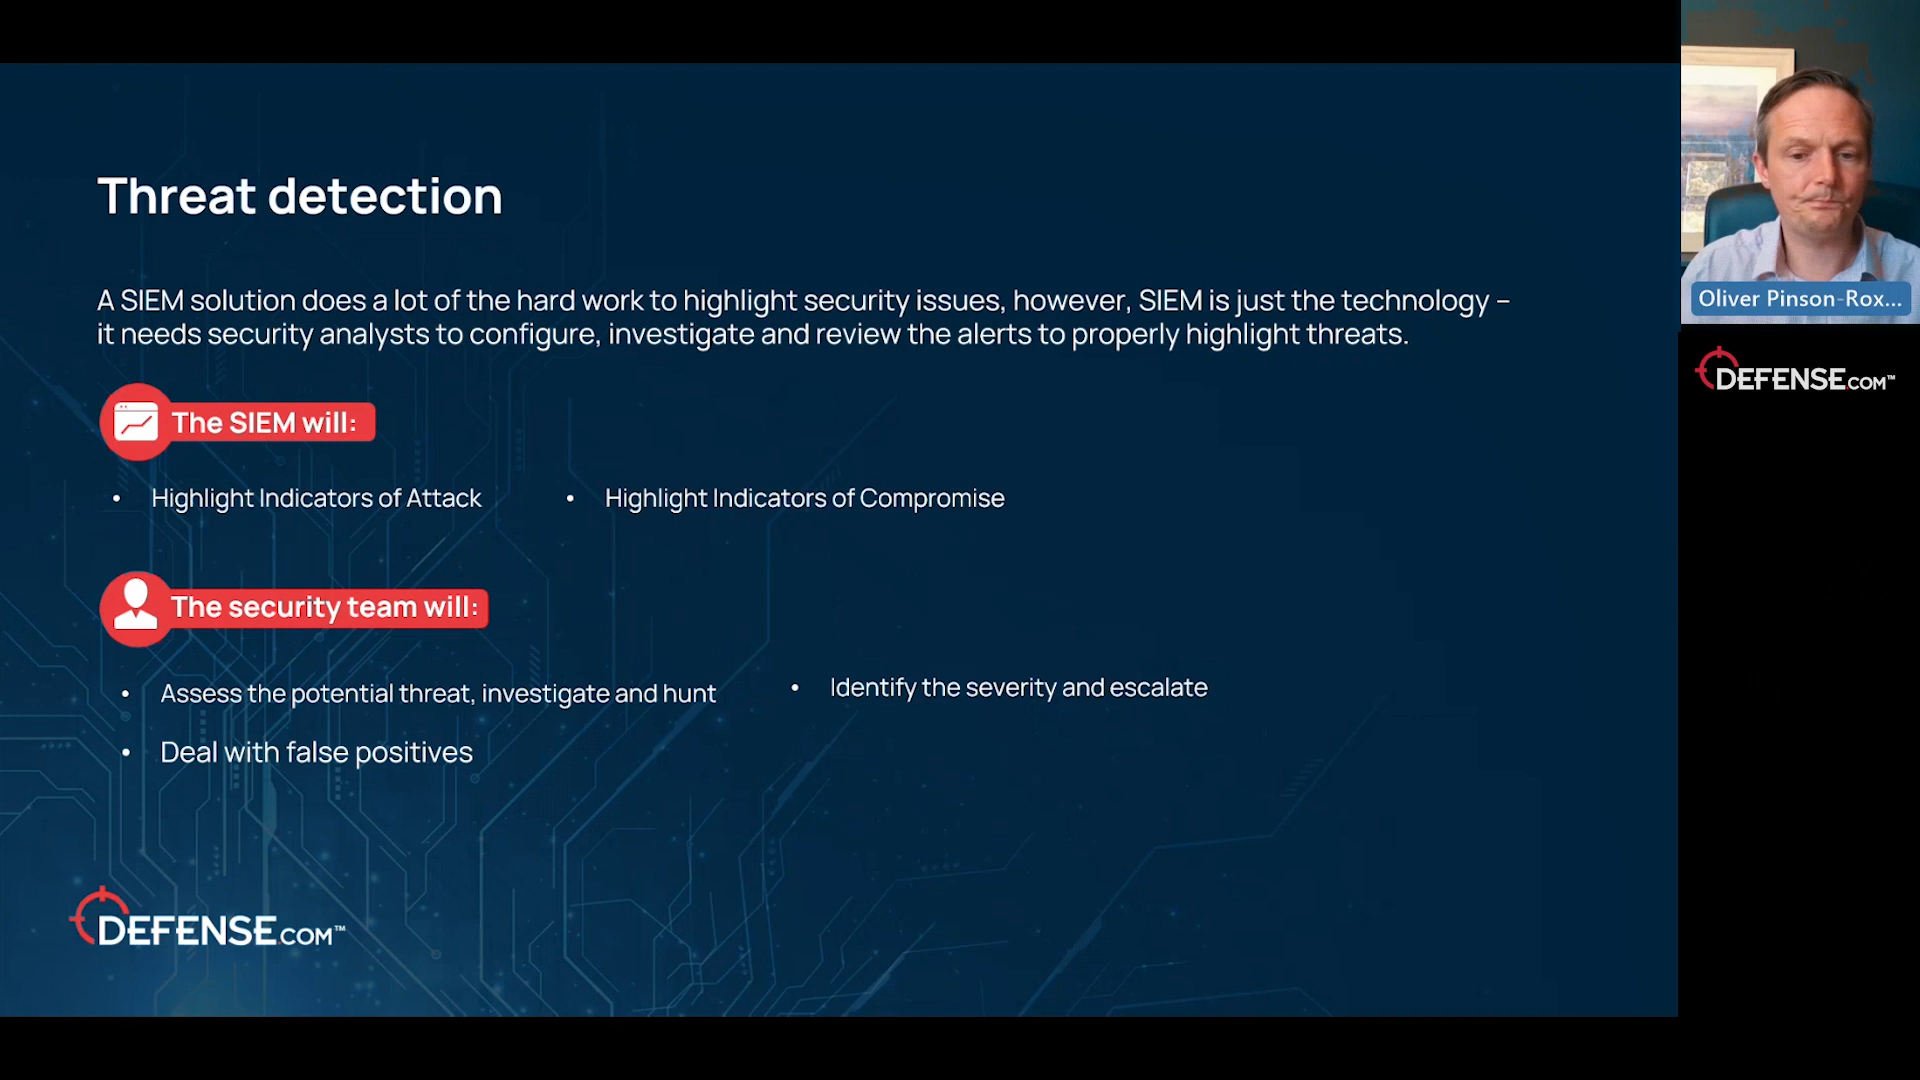 Threat detection
A SIEM solution does a lot of the hard work to highlight security issues, however, SIEM is just the technology –
it needs security analysts to configure, investigate and review the alerts to properly highlight threats.
The SIEM will:
• Highlight Indicators of Attack
• Highlight Indicators of Compromise
The security team will:
• Assess the potential threat, investigate and hunt
• Identify the severity and escalate
• Deal with false positives
DEFENSE.COM™
Oliver Pinson-Rox...
DEFENSE.COM™